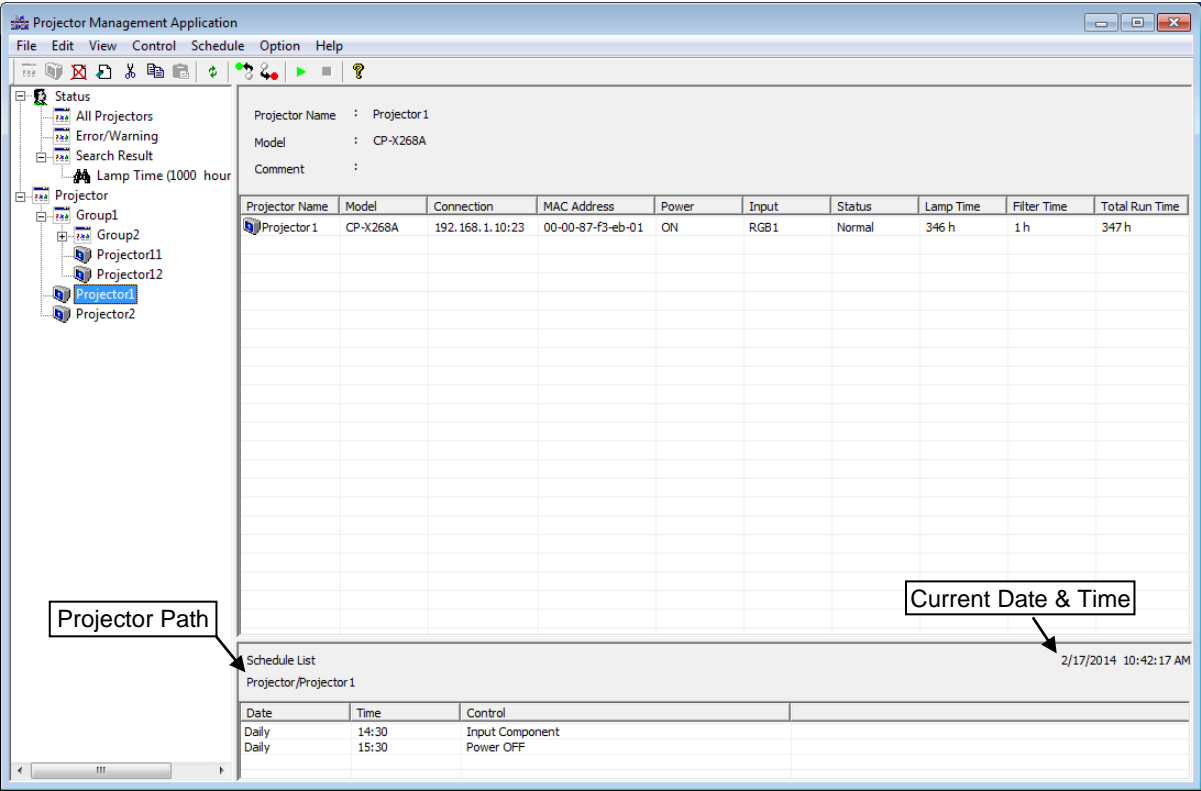 Projector Management Application
File Edit View Control Schedule Option Help
Status
All Projectors
Error/Warning
Search Result
Lamp Time (1000 hour
Projector
Group1
Group2
Projector11
Projector12
Projector1
Projector2
Projector Name : Projector1
Model : CP-X268A
Comment :
Projector Name Model Connection MAC Address Power Input Status Lamp Time Filter Time Total Run Time
Projector1 CP-X268A 192.168.1.10:23 00-00-87-f3-eb-01 ON RGB1 Normal 346 h 1 h 347 h
Current Date & Time
Projector Path
Schedule List 2/17/2014 10:42:17 AM
Projector/Projector1
Date Time Control
Daily 14:30 Input Component
Daily 15:30 Power OFF